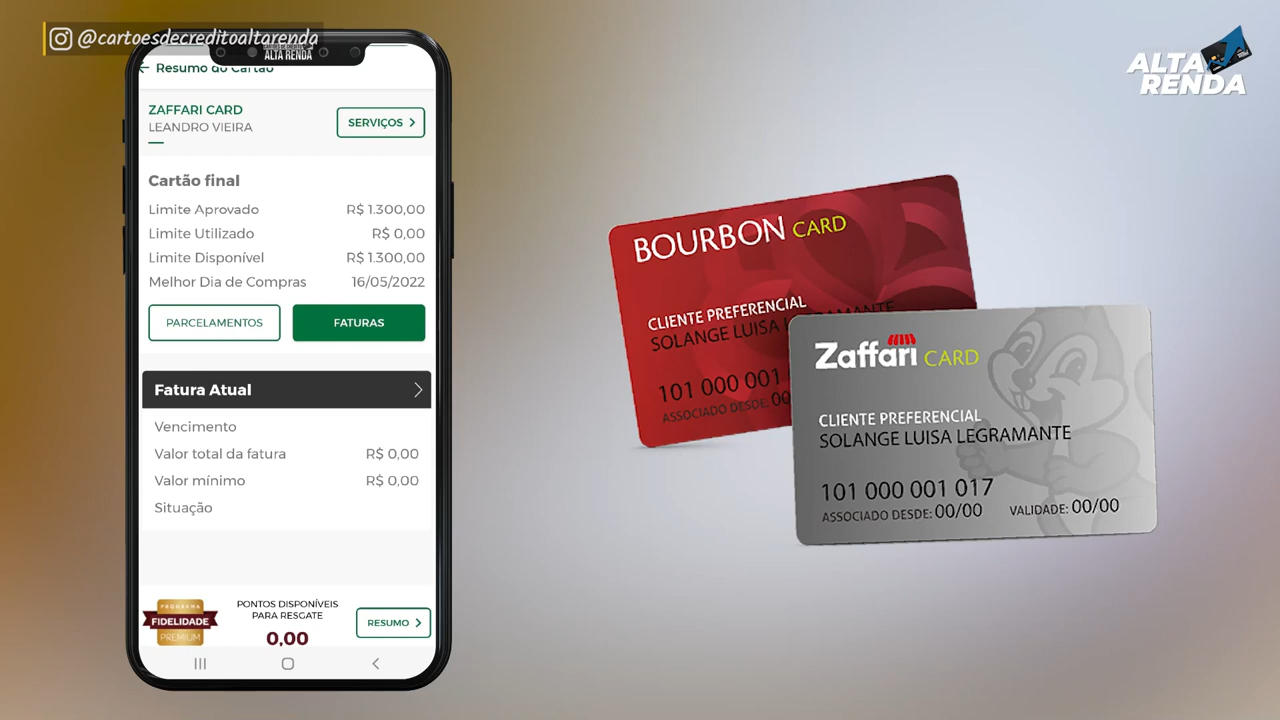 @cartoesdecreditoaltarenda
ALTA RENDA
Resumo do Cartão
ZAFFARI CARD
LEANDRO VIEIRA
SERVIÇOS
Cartão final
Limite Aprovado R$ 1.300,00
Limite Utilizado R$ 0,00
Limite Disponível R$ 1.300,00
Melhor Dia de Compras 16/05/2022
PARCELAMENTOS
FATURAS
Fatura Atual
Vencimento
Valor total da fatura R$ 0,00
Valor mínimo R$ 0,00
Situação
PROGRAMA
FIDELIDADE
PREMIUM
PONTOS DISPONÍVEIS
PARA RESGATE
0,00
RESUMO
ALTA
RENDA
BOURBON CARD
CLIENTE PREFERENCIAL
SOLANGE LUISA LEGRAMANTE
101 000 001
ASSOCIADO DESDE: 00
Zaffari CARD
CLIENTE PREFERENCIAL
SOLANGE LUISA LEGRAMANTE
101 000 001 017
ASSOCIADO DESDE: 00/00 VALIDADE: 00/00